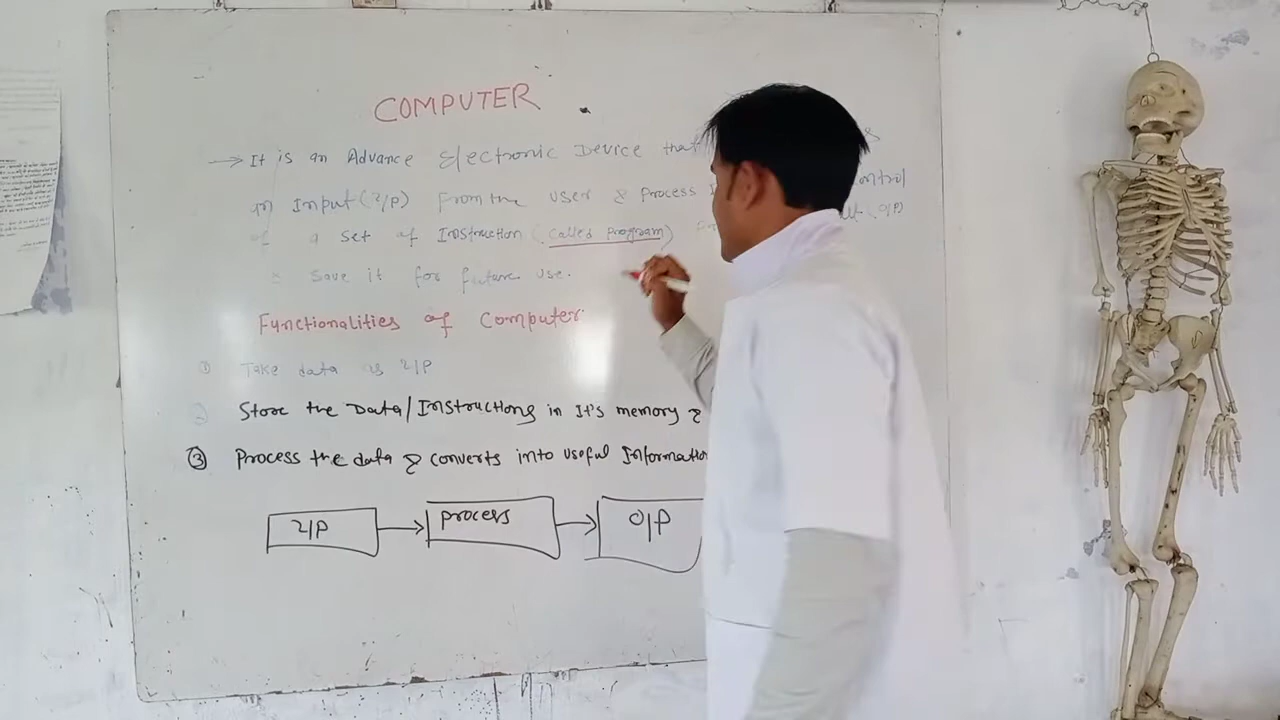 COMPUTER
→ It is an Advance Electronic Device that
an Input (I/P) From the user & Process
of a set of Instruction (called Program)
& Save it for future use.
(O/P)
Functionalities of Computer
① Take data as I/P
② Store the Data/Instructions in It's memory &
③ Process the data & converts into useful Information
I/P → process → O/P